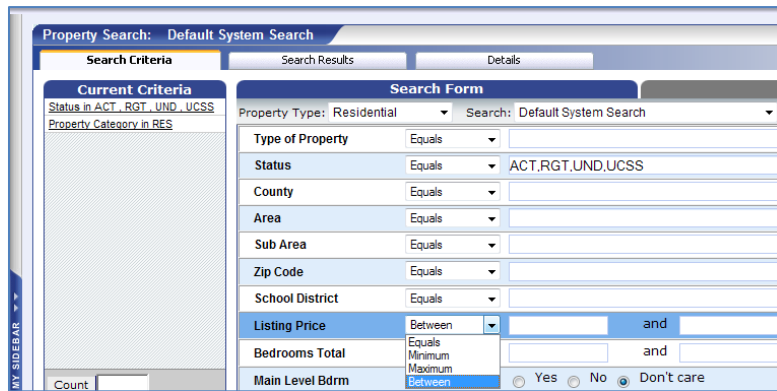 Property Search: Default System Search
Search Criteria Search Results Details
Current Criteria Search Form
Status in ACT , RGT , UND , UCSS
Property Category in RES
Property Type: Residential Search: Default System Search
Type of Property Equals
Status Equals ACT,RGT,UND,UCSS
County Equals
Area Equals
Sub Area Equals
Zip Code Equals
School District Equals
Listing Price Between and
Equals
Bedrooms Total Minimum and
Maximum
Main Level Bdrm Between Yes No Don't care
Count
MY SIDEBAR